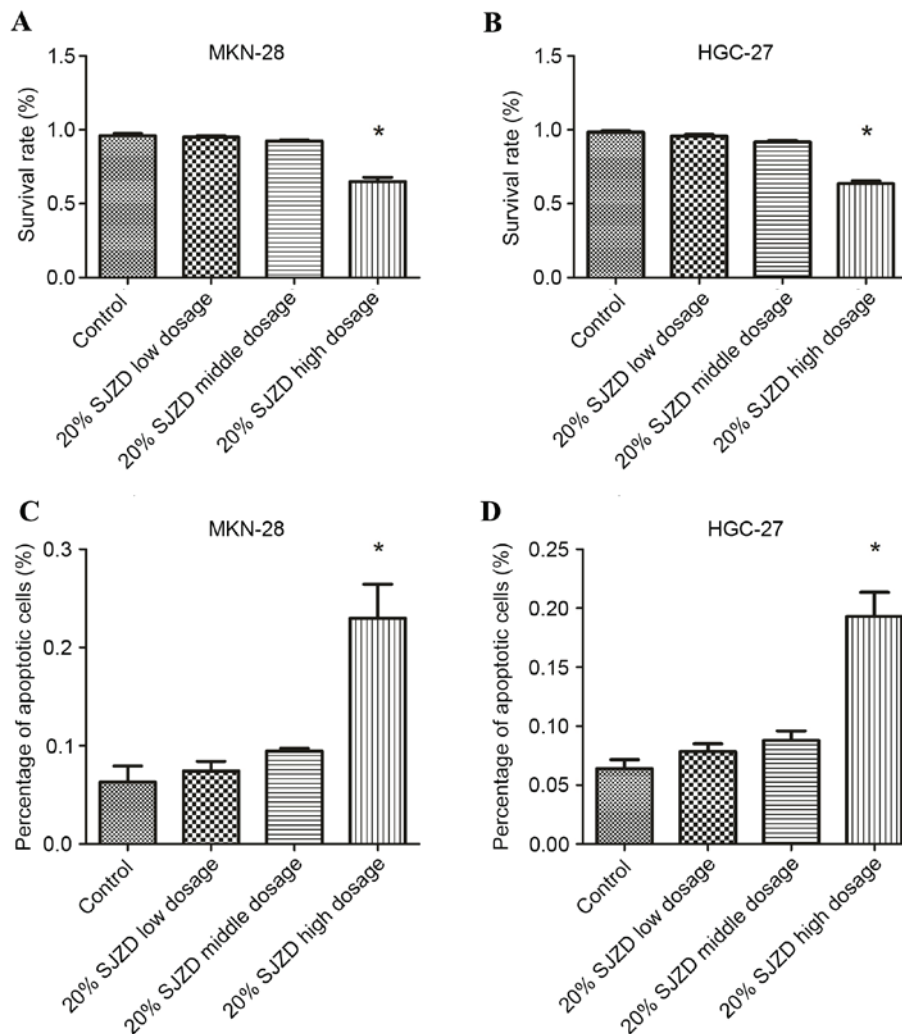 A
MKN-28
Survival rate (%)
1.5
1.0
0.5
0.0
*
Control
20% SJZD low dosage
20% SJZD middle dosage
20% SJZD high dosage
B
HGC-27
Survival rate (%)
1.5
1.0
0.5
0.0
*
Control
20% SJZD low dosage
20% SJZD middle dosage
20% SJZD high dosage
C
MKN-28
Percentage of apoptotic cells (%)
0.3
0.2
0.1
0.0
*
Control
20% SJZD low dosage
20% SJZD middle dosage
20% SJZD high dosage
D
HGC-27
Percentage of apoptotic cells (%)
0.25
0.20
0.15
0.10
0.05
0.00
*
Control
20% SJZD low dosage
20% SJZD middle dosage
20% SJZD high dosage